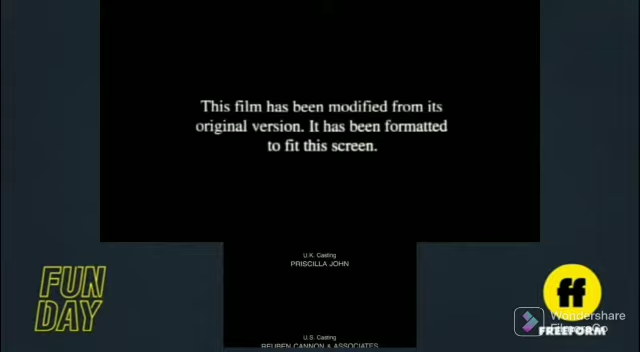 This film has been modified from its
original version. It has been formatted
to fit this screen.
U.K. Casting
PRISCILLA JOHN
U.S. Casting
REUBEN CANNON & ASSOCIATES
FUN
DAY
ff
FREEFORM
Wondershare